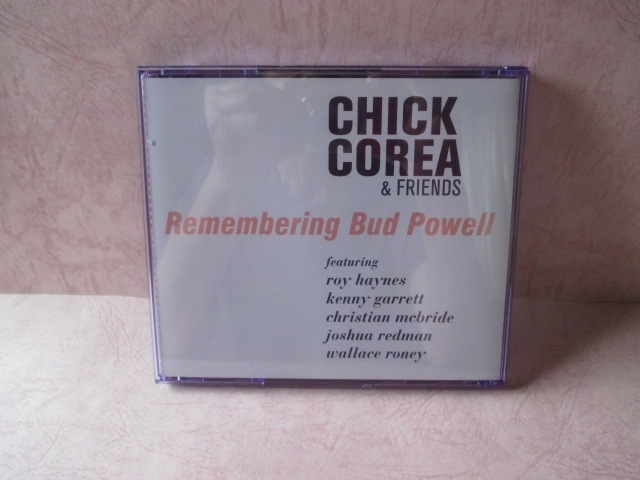 CHICK
COREA
& FRIENDS
Remembering Bud Powell
featuring
roy haynes
kenny garrett
christian mcbride
joshua redman
wallace roney